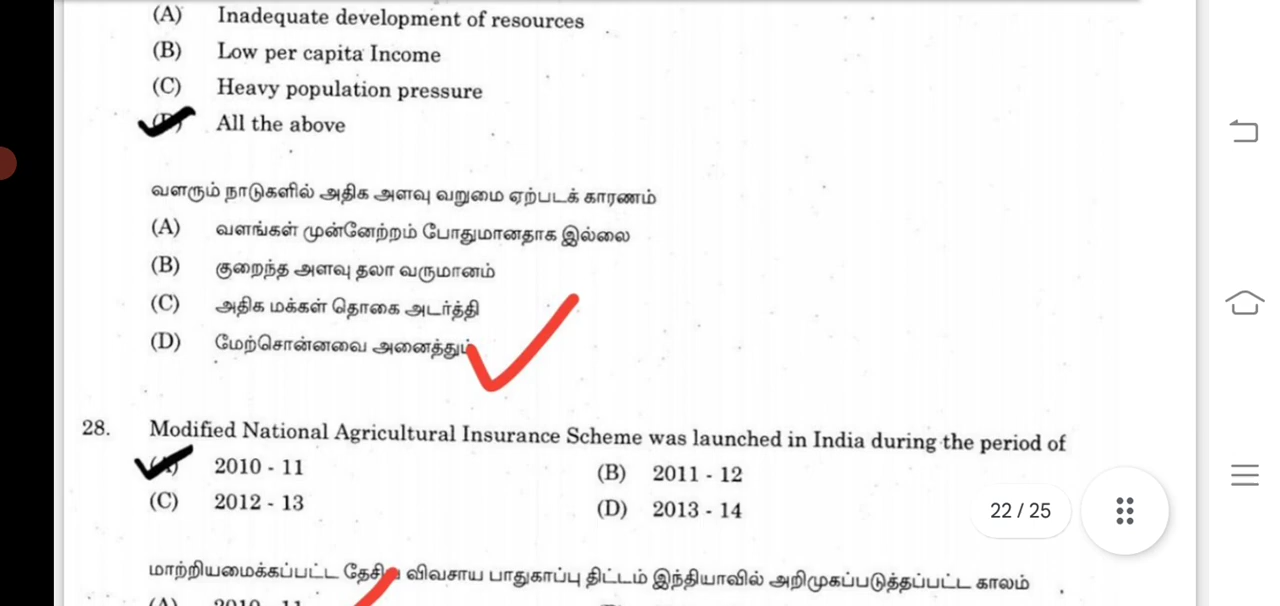 (A) Inadequate development of resources
(B) Low per capita Income
(C) Heavy population pressure
(D) All the above
வளரும் நாடுகளில் அதிக அளவு வறுமை ஏற்படக் காரணம்
(A) வளங்கள் முன்னேற்றம் போதுமானதாக இல்லை
(B) குறைந்த அளவு தலா வருமானம்
(C) அதிக மக்கள் தொகை அடர்த்தி
(D) மேற்சொன்னவை அனைத்தும்
28. Modified National Agricultural Insurance Scheme was launched in India during the period of
(A) 2010 - 11 (B) 2011 - 12
(C) 2012 - 13 (D) 2013 - 14
22 / 25
மாற்றியமைக்கப்பட்ட தேசிய விவசாய பாதுகாப்பு திட்டம் இந்தியாவில் அறிமுகப்படுத்தப்பட்ட காலம்
(A) 2010 - 11